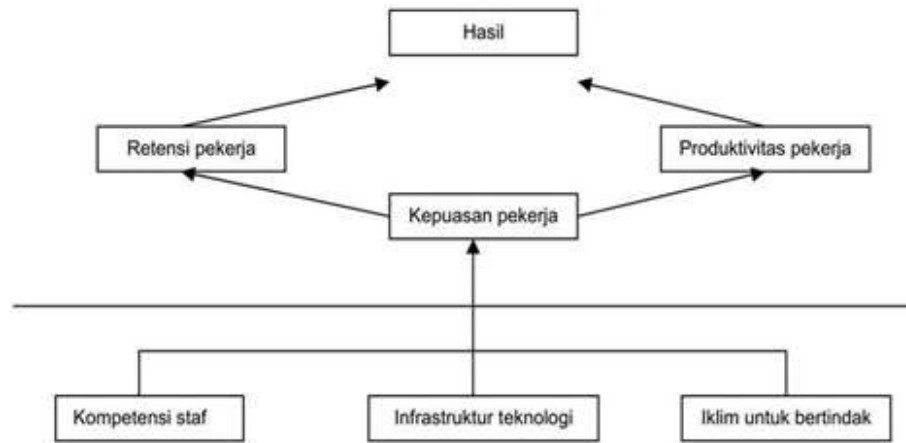 Hasil
Retensi pekerja
Produktivitas pekerja
Kepuasan pekerja
Kompetensi staf
Infrastruktur teknologi
Iklim untuk bertindak